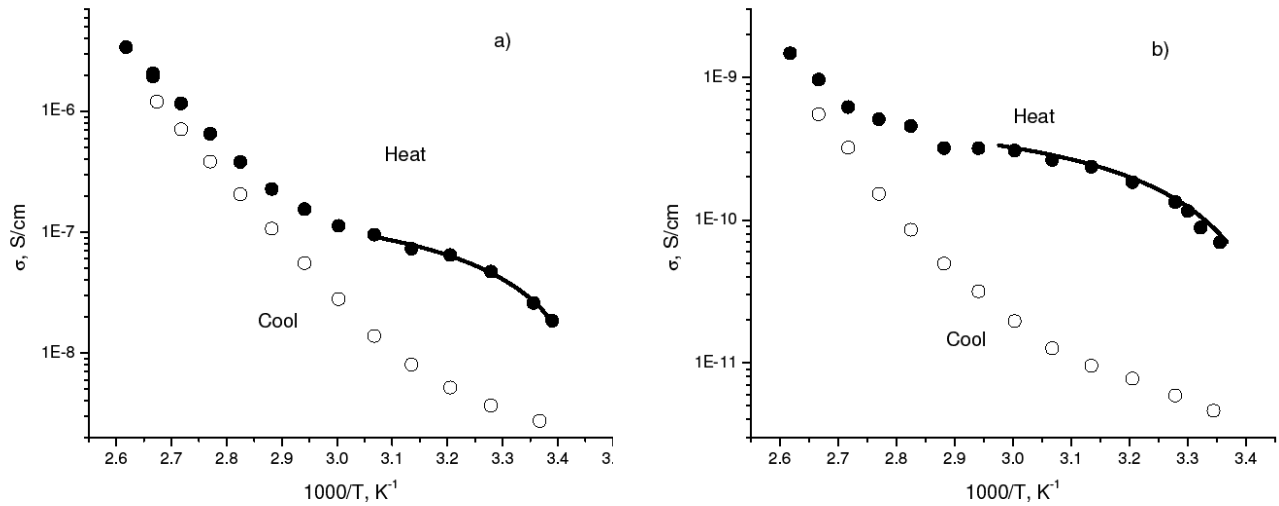 a)
1E-6
Heat
1E-7
Cool
1E-8
σ, S/cm
2.6 2.7 2.8 2.9 3.0 3.1 3.2 3.3 3.4 3.
1000/T, K⁻¹
b)
1E-9
Heat
1E-10
Cool
1E-11
σ, S/cm
2.6 2.7 2.8 2.9 3.0 3.1 3.2 3.3 3.4
1000/T, K⁻¹